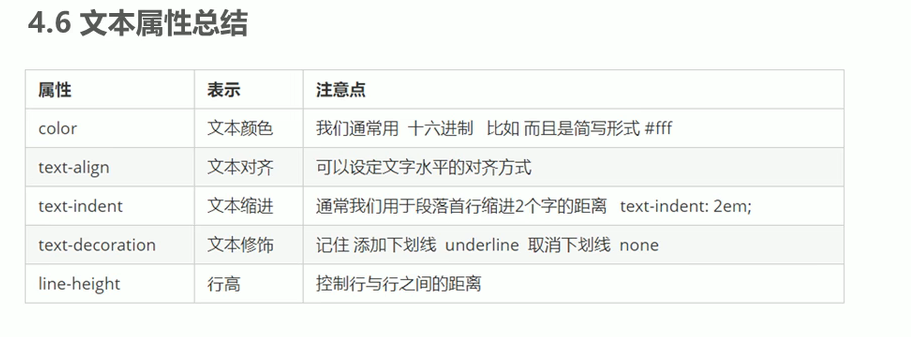 4.6 文本属性总结
属性 表示 注意点
color 文本颜色 我们通常用 十六进制 比如 而且是简写形式 #fff
text-align 文本对齐 可以设定文字水平的对齐方式
text-indent 文本缩进 通常我们用于段落首行缩进2个字的距离 text-indent: 2em;
text-decoration 文本修饰 记住 添加下划线 underline 取消下划线 none
line-height 行高 控制行与行之间的距离